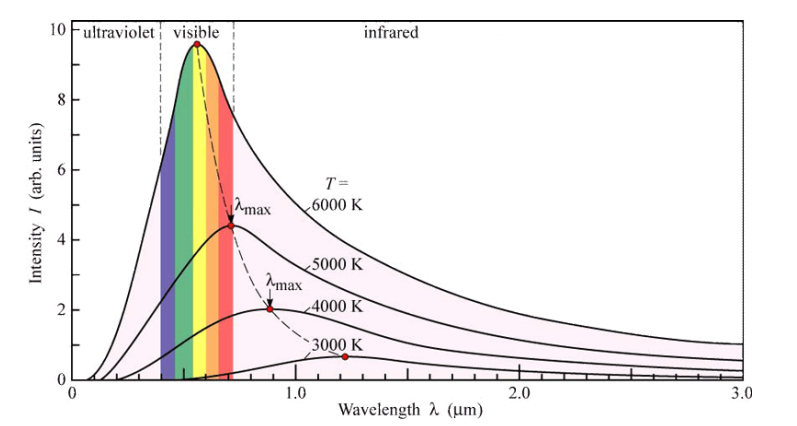 10
ultraviolet visible infrared
8
6
4
2
0
Intensity I (arb. units)
T =
6000 K
λmax
5000 K
λmax
4000 K
3000 K
0 1.0 2.0 3.0
Wavelength λ (μm)